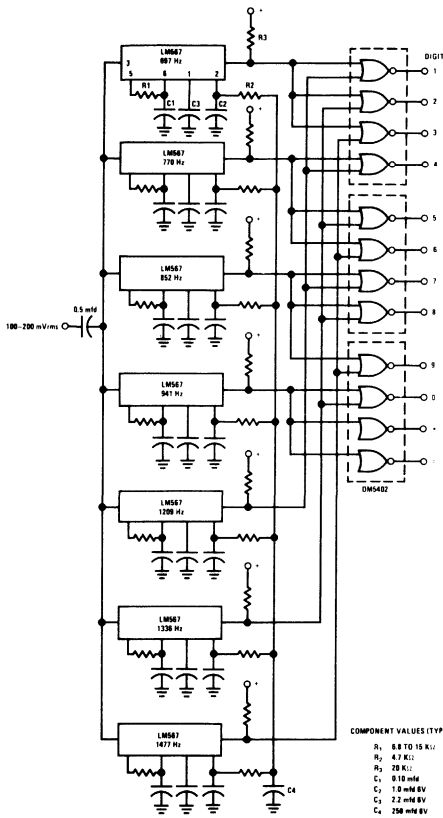 +
R3
LM567
697 Hz
3
5
6
1
2
R1
R2
C1
C3
C2
+
DIGIT
1
2
3
4
LM567
770 Hz
+
5
6
7
8
LM567
852 Hz
+
0.5 mfd
100–200 mVrms
LM567
941 Hz
+
9
0
*
=
DM5402
LM567
1209 Hz
+
LM567
1336 Hz
+
LM567
1477 Hz
+
C4
COMPONENT VALUES (TYP
R1 6.8 TO 15 KΩ
R2 4.7 KΩ
R3 20 KΩ
C1 0.10 mfd
C2 1.0 mfd 6V
C3 2.2 mfd 6V
C4 250 mfd 6V